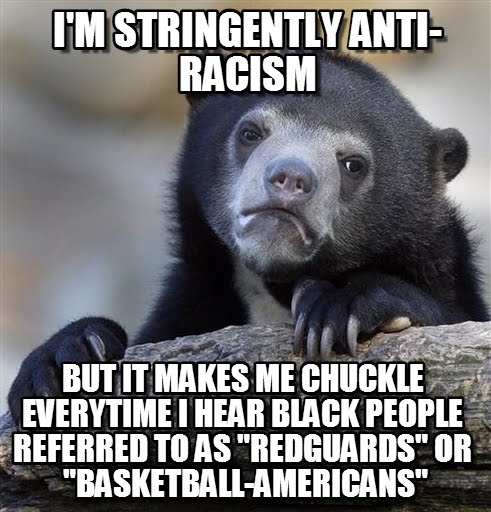 I'M STRINGENTLY ANTI-
RACISM
BUT IT MAKES ME CHUCKLE
EVERYTIME I HEAR BLACK PEOPLE
REFERRED TO AS "REDGUARDS" OR
"BASKETBALL-AMERICANS"